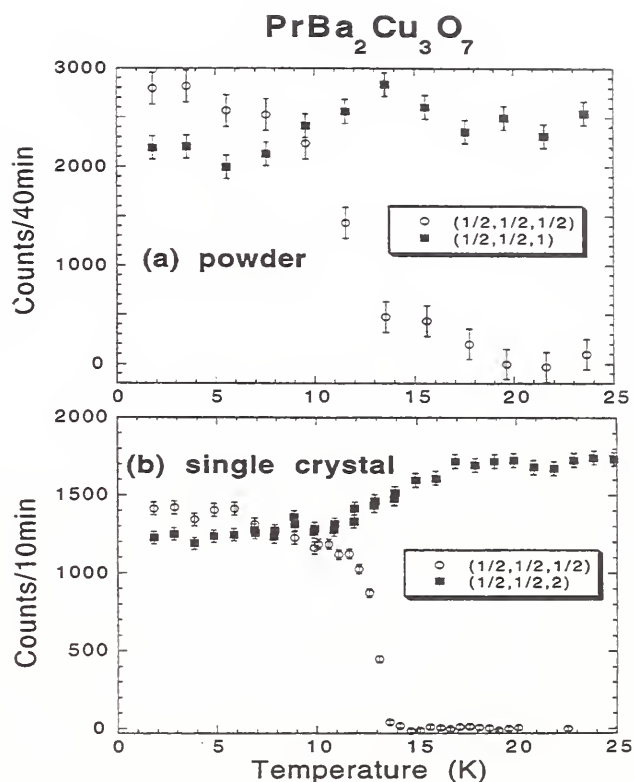 PrBa₂Cu₃O₇
3000
2000
1000
0
Counts/40min
(1/2,1/2,1/2)
(1/2,1/2,1)
(a) powder
0 5 10 15 20 25
2000
1500
1000
500
0
Counts/10min
(b) single crystal
(1/2,1/2,1/2)
(1/2,1/2,2)
0 5 10 15 20 25
Temperature (K)